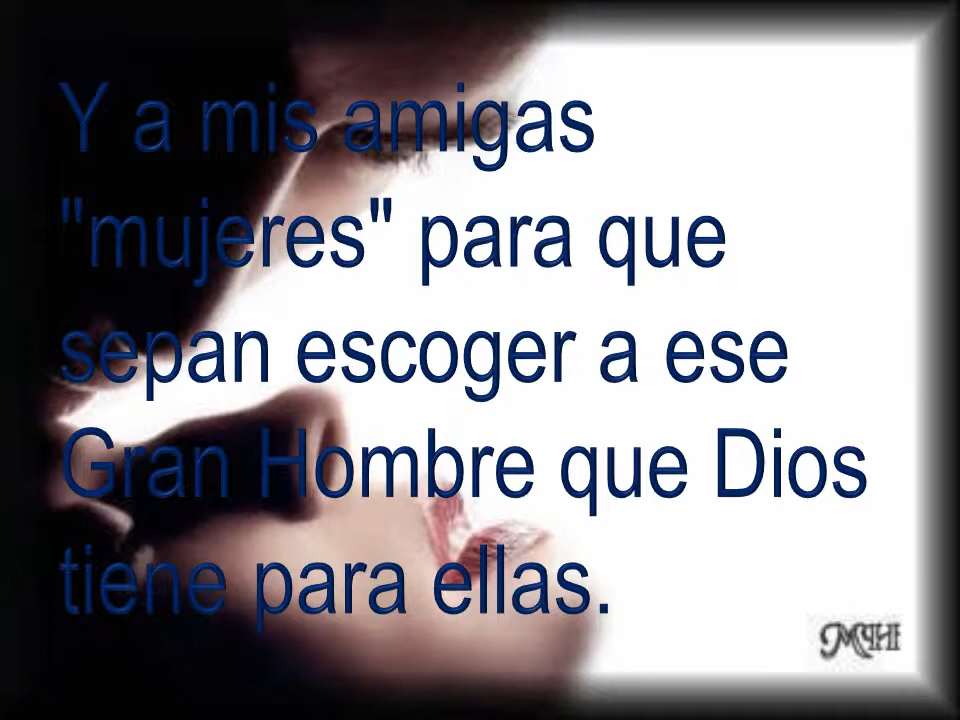 Y a mis amigas
"mujeres" para que
sepan escoger a ese
Gran Hombre que Dios
tiene para ellas.